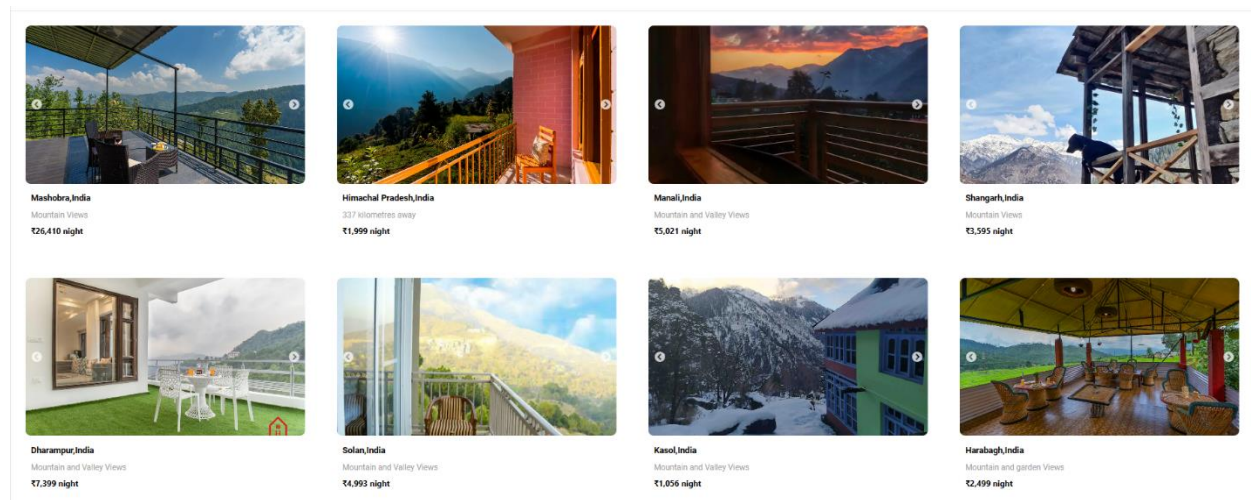 Mashobra,India
Mountain Views
₹26,410 night
Himachal Pradesh,India
337 kilometres away
₹1,999 night
Manali,India
Mountain and Valley Views
₹5,021 night
Shangarh,India
Mountain Views
₹3,595 night
Dharampur,India
Mountain and Valley Views
₹7,399 night
Solan,India
Mountain and Valley Views
₹4,993 night
Kasol,India
Mountain and Valley Views
₹1,056 night
Harabagh,India
Mountain and garden Views
₹2,499 night